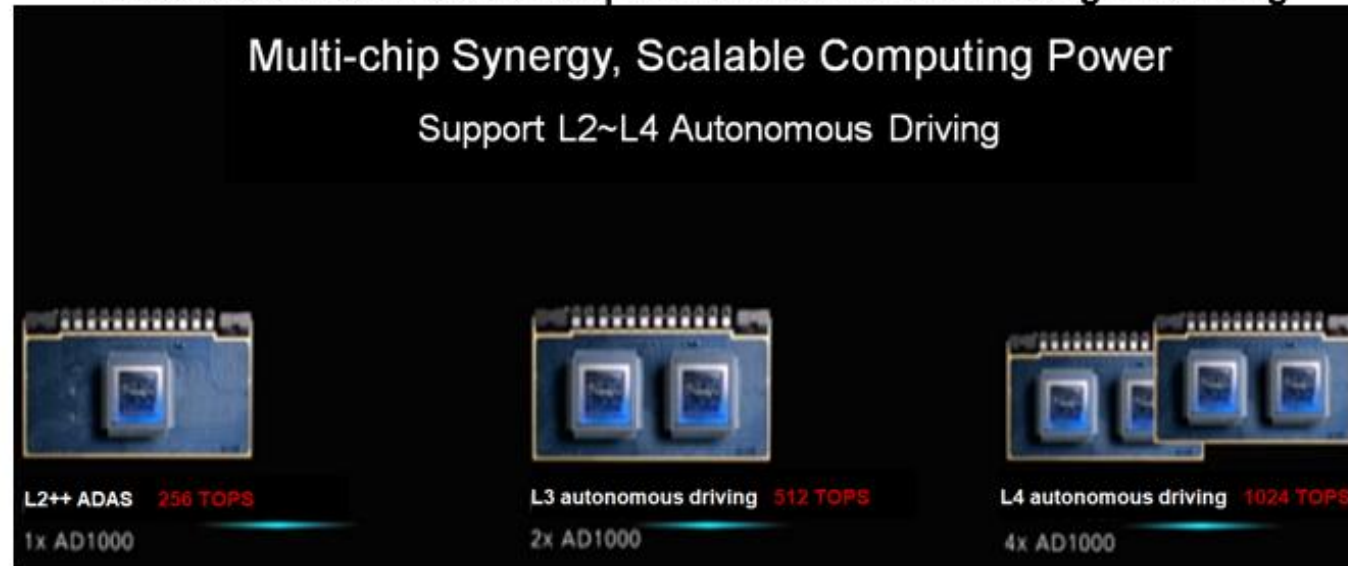 Multi-chip Synergy, Scalable Computing Power
Support L2~L4 Autonomous Driving
L2++ ADAS 256 TOPS
1x AD1000
L3 autonomous driving 512 TOPS
2x AD1000
L4 autonomous driving 1024 TOPS
4x AD1000